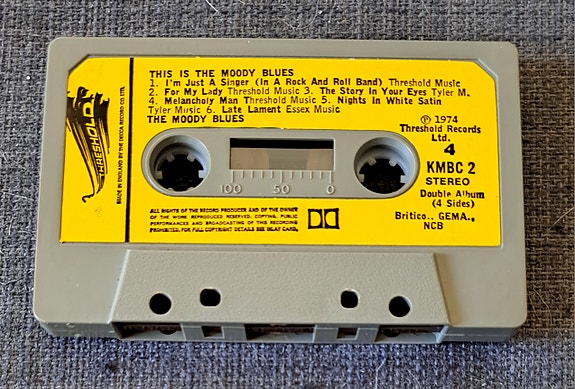 THIS IS THE MOODY BLUES
1. I'm Just A Singer (In A Rock And Roll Band) Threshold Music
2. For My Lady Threshold Music 3. The Story In Your Eyes Tyler M.
4. Melancholy Man Threshold Music 5. Nights In White Satin
Tyler Music 6. Late Lament Essex Music
THE MOODY BLUES
THRESHOLD
MADE IN ENGLAND BY THE DECCA RECORD CO. LTD.
100 50 0
ALL RIGHTS OF THE RECORD PRODUCER AND OF THE OWNER
OF THE WORK REPRODUCED RESERVED. COPYING, PUBLIC
PERFORMANCE AND BROADCASTING OF THIS RECORDING
PROHIBITED. FOR FULL COPYRIGHT DETAILS SEE INLAY CARD.
℗ 1974
Threshold Records
Ltd.
4
KMBC 2
STEREO
Double Album
(4 Sides)
Britico., GEMA.,
NCB